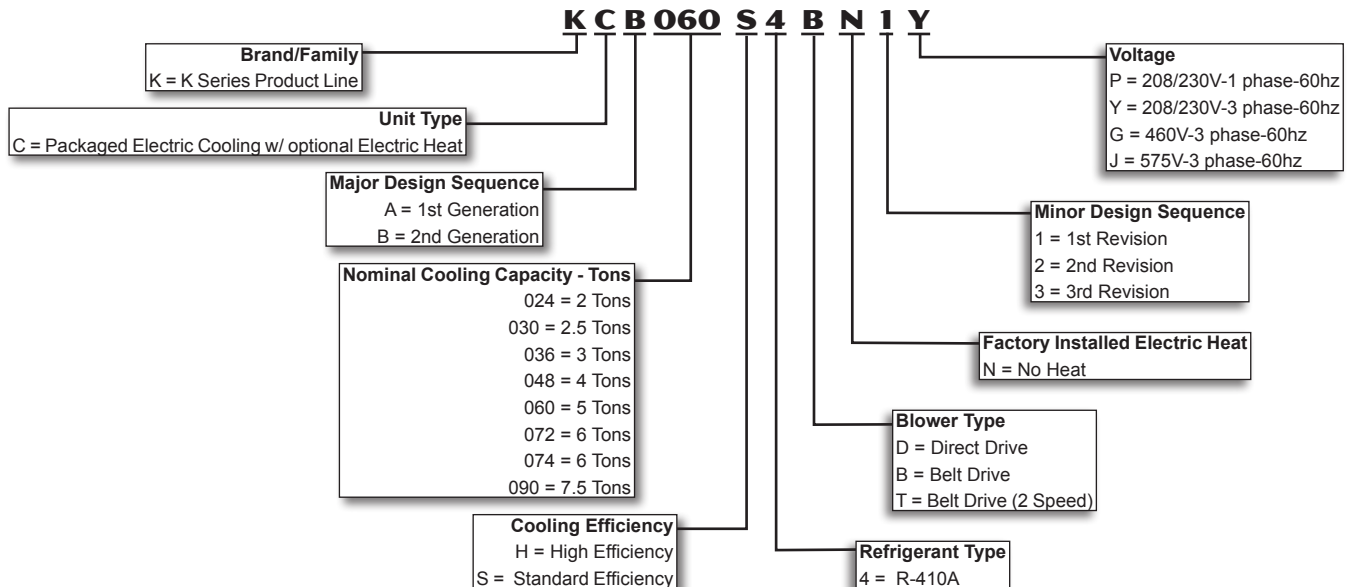 K C B 060 S 4 B N 1 Y
Brand/Family
K = K Series Product Line
Unit Type
C = Packaged Electric Cooling w/ optional Electric Heat
Major Design Sequence
A = 1st Generation
B = 2nd Generation
Nominal Cooling Capacity - Tons
024 = 2 Tons
030 = 2.5 Tons
036 = 3 Tons
048 = 4 Tons
060 = 5 Tons
072 = 6 Tons
074 = 6 Tons
090 = 7.5 Tons
Cooling Efficiency
H = High Efficiency
S = Standard Efficiency
Voltage
P = 208/230V-1 phase-60hz
Y = 208/230V-3 phase-60hz
G = 460V-3 phase-60hz
J = 575V-3 phase-60hz
Minor Design Sequence
1 = 1st Revision
2 = 2nd Revision
3 = 3rd Revision
Factory Installed Electric Heat
N = No Heat
Blower Type
D = Direct Drive
B = Belt Drive
T = Belt Drive (2 Speed)
Refrigerant Type
4 = R-410A